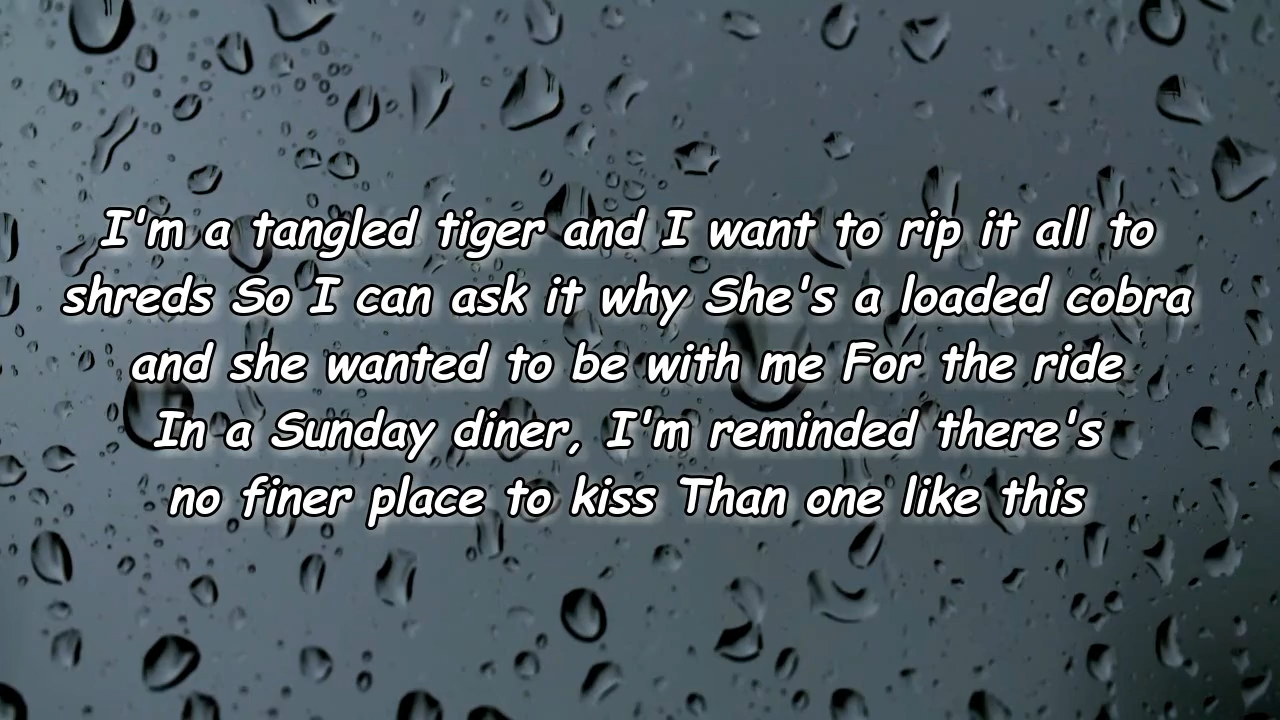 I'm a tangled tiger and I want to rip it all to
shreds So I can ask it why She's a loaded cobra
and she wanted to be with me For the ride
In a Sunday diner, I'm reminded there's
no finer place to kiss Than one like this